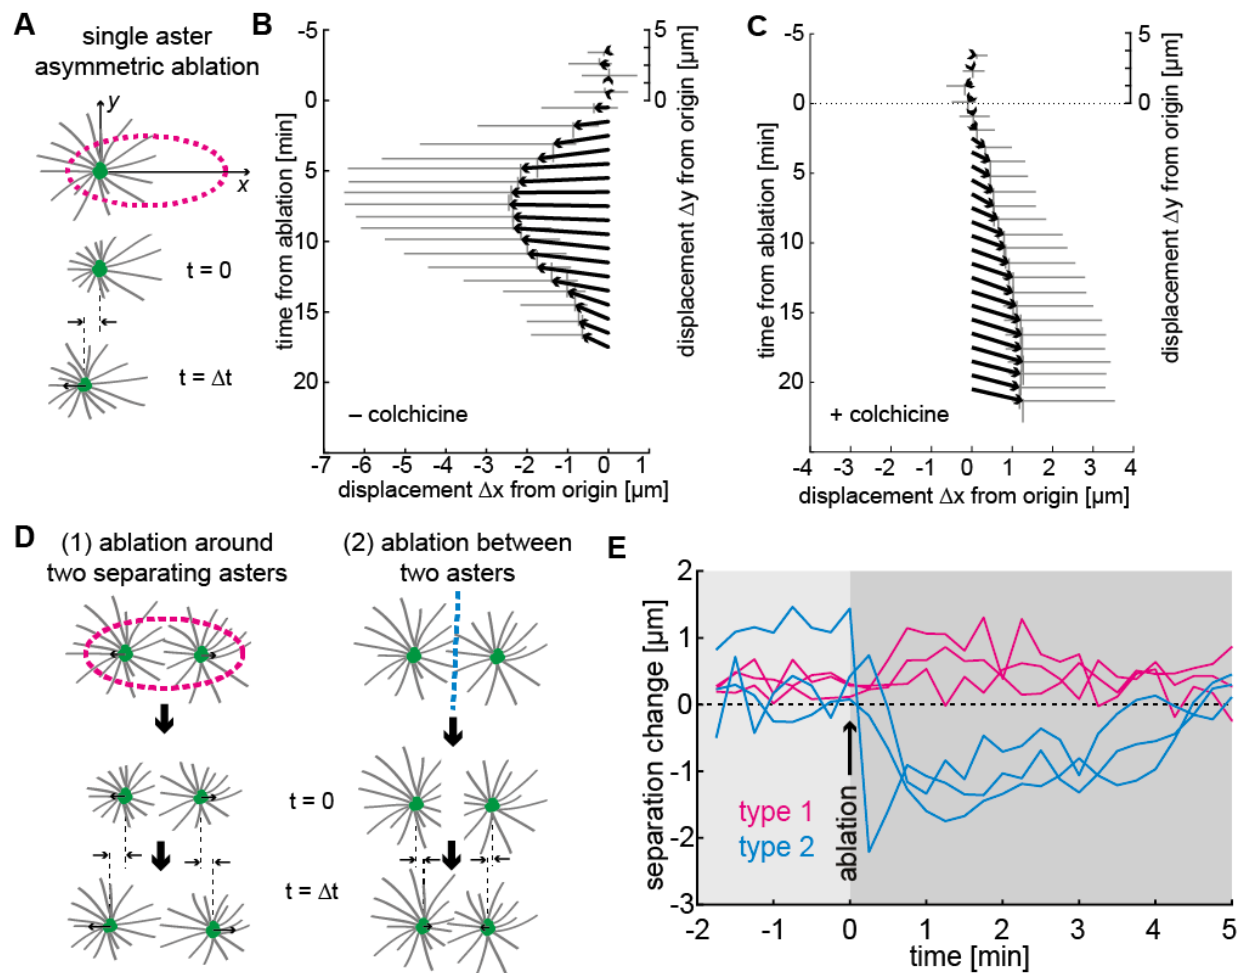 A
single aster
asymmetric ablation
y
x
t = 0
t = Δt
B
-5
0
5
10
15
20
time from ablation [min]
5
0
displacement Δy from origin [µm]
– colchicine
-7 -6 -5 -4 -3 -2 -1 0 1
displacement Δx from origin [µm]
C
-5
0
5
10
15
20
time from ablation [min]
5
0
displacement Δy from origin [µm]
+ colchicine
-4 -3 -2 -1 0 1 2 3 4
displacement Δx from origin [µm]
D
(1) ablation around
two separating asters
(2) ablation between
two asters
t = 0
t = Δt
E
2
1
0
-1
-2
-3
separation change [µm]
type 1
type 2
ablation
-2 -1 0 1 2 3 4 5
time [min]